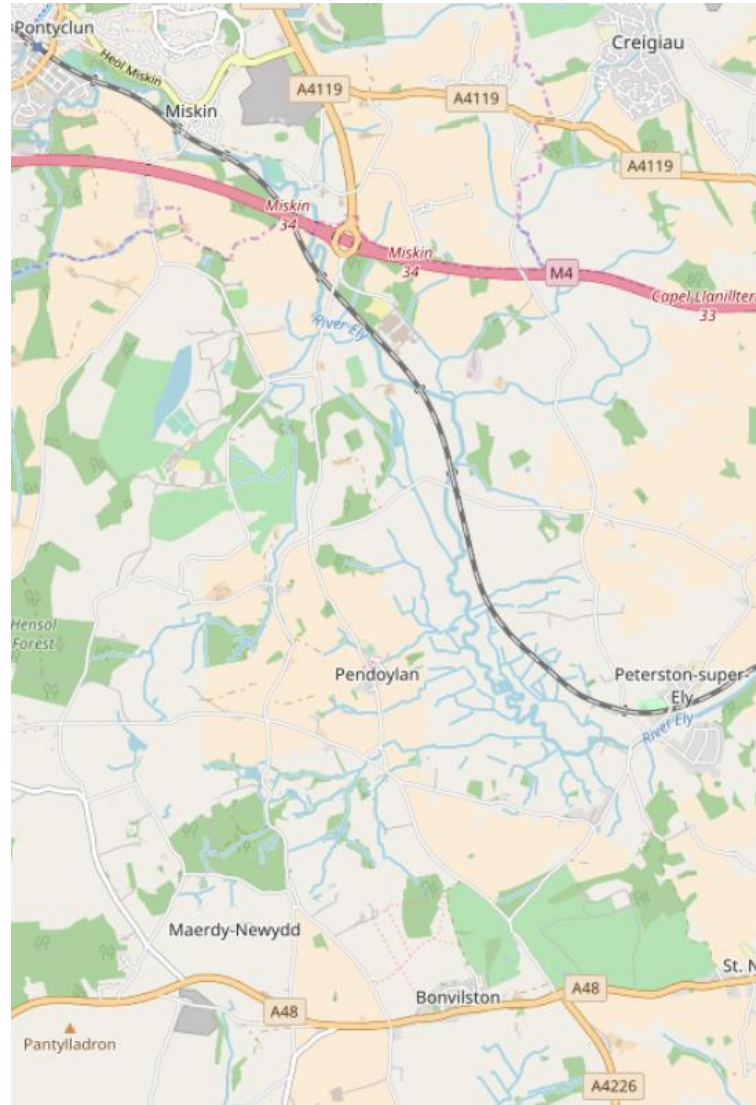 Pontyclun
Creigiau
Heol Miskin
A4119
A4119
Miskin
A4119
Miskin
34
Miskin
34
M4
Capel Llanillter
33
River Ely
Hensol
Forest
Pendoylan
Peterston-super-
Ely
River Ely
Maerdy-Newydd
St. N
Bonvilston
A48
A48
Pantylladron
A4226